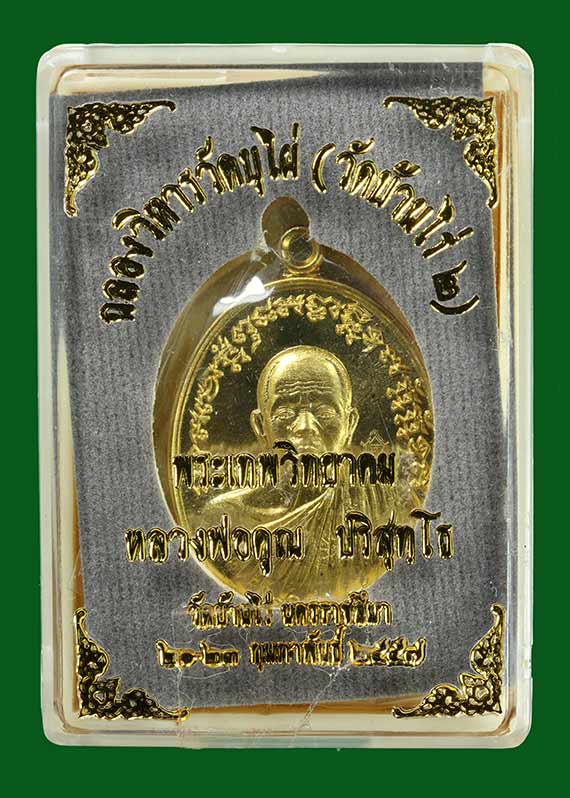 ฉลองวิหารวัดบุไผ่ (วัดบ้านไร่ ๒)
พระเทพวิทยาคม
หลวงพ่อคูณ ปริสุทฺโธ
วัดบ้านไร่ นครราชสีมา
๒๑-๒๓ กุมภาพันธ์ ๒๕๕๗